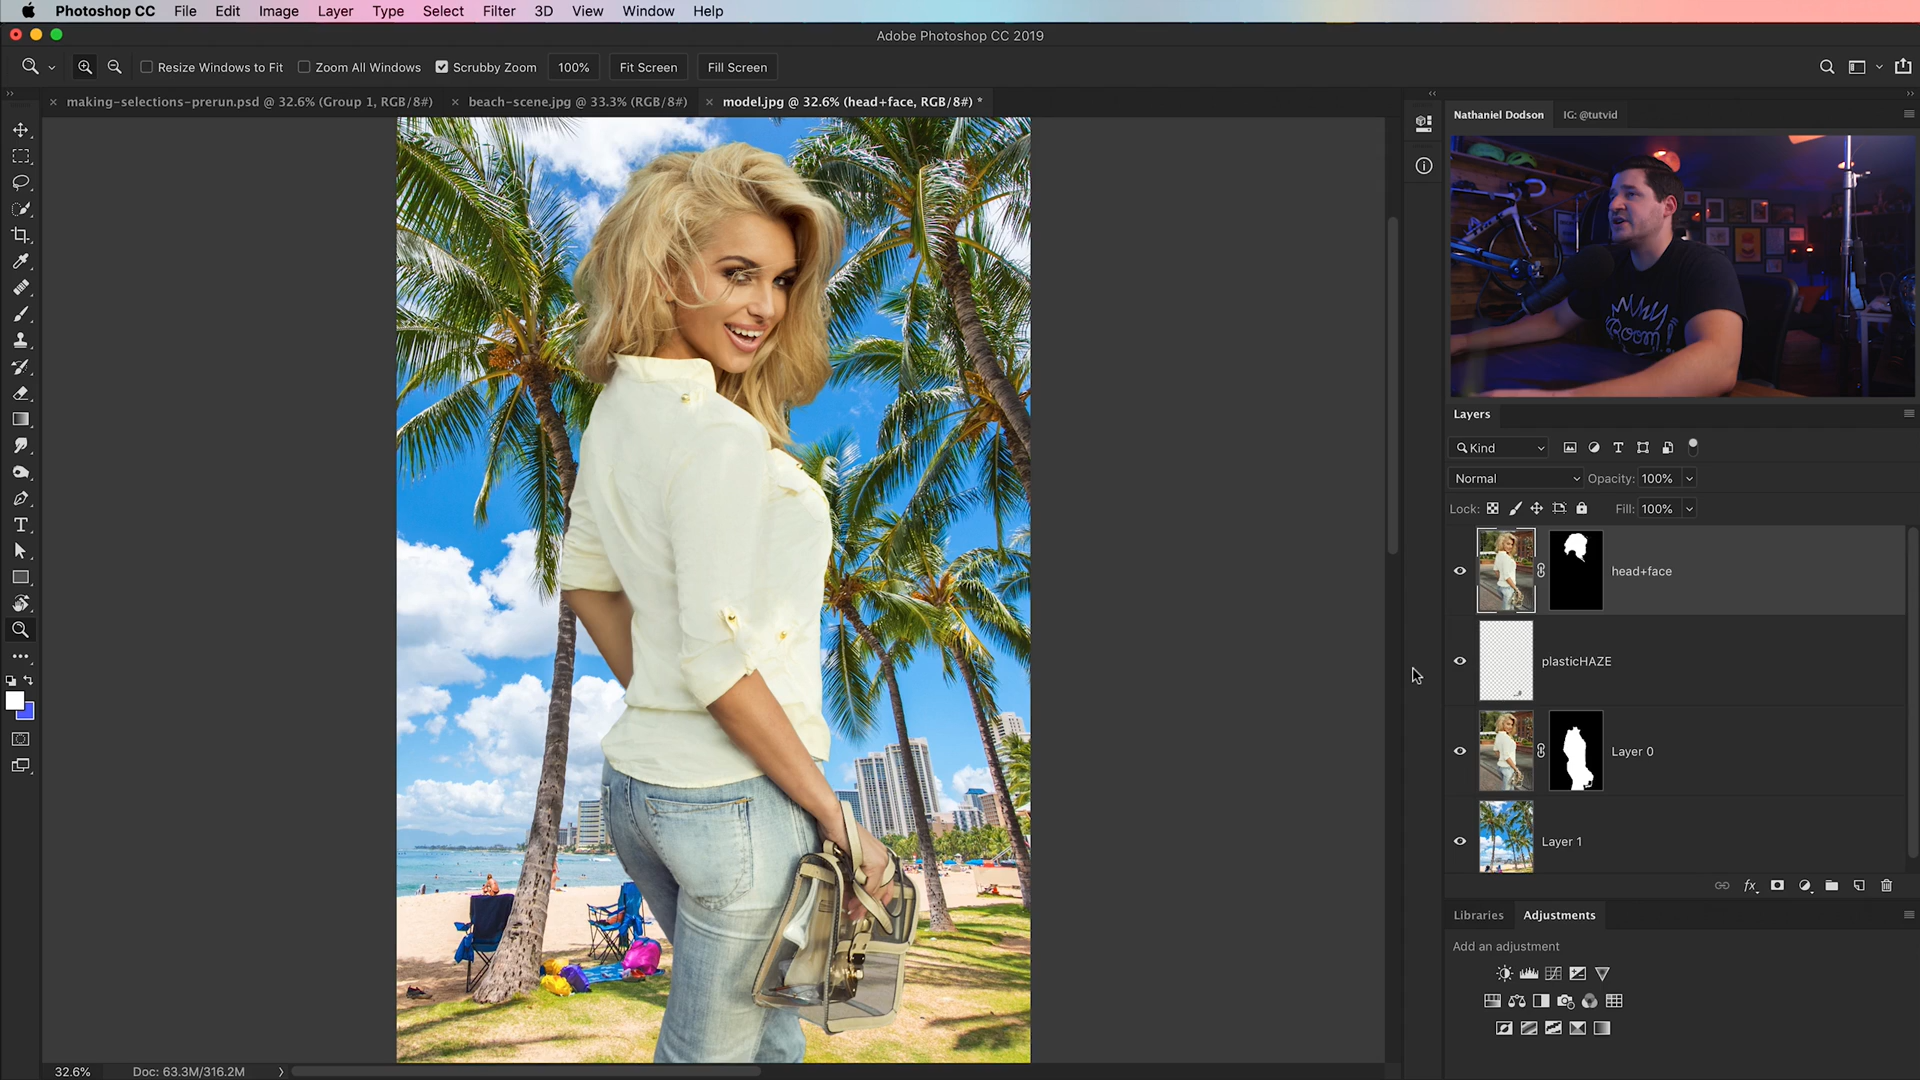 Photoshop CC File Edit Image Layer Type Select Filter 3D View Window Help
Adobe Photoshop CC 2019
Resize Windows to Fit Zoom All Windows Scrubby Zoom 100% Fit Screen Fill Screen
making-selections-prerun.psd @ 32.6% (Group 1, RGB/8#) beach-scene.jpg @ 33.3% (RGB/8#) model.jpg @ 32.6% (head+face, RGB/8#) *
Nathaniel Dodson IG: @tutvid
Room!
Layers
Kind
Normal Opacity: 100%
Lock: Fill: 100%
head+face
plasticHAZE
Layer 0
Layer 1
fx
Libraries Adjustments
Add an adjustment
32.6% Doc: 63.3M/316.2M